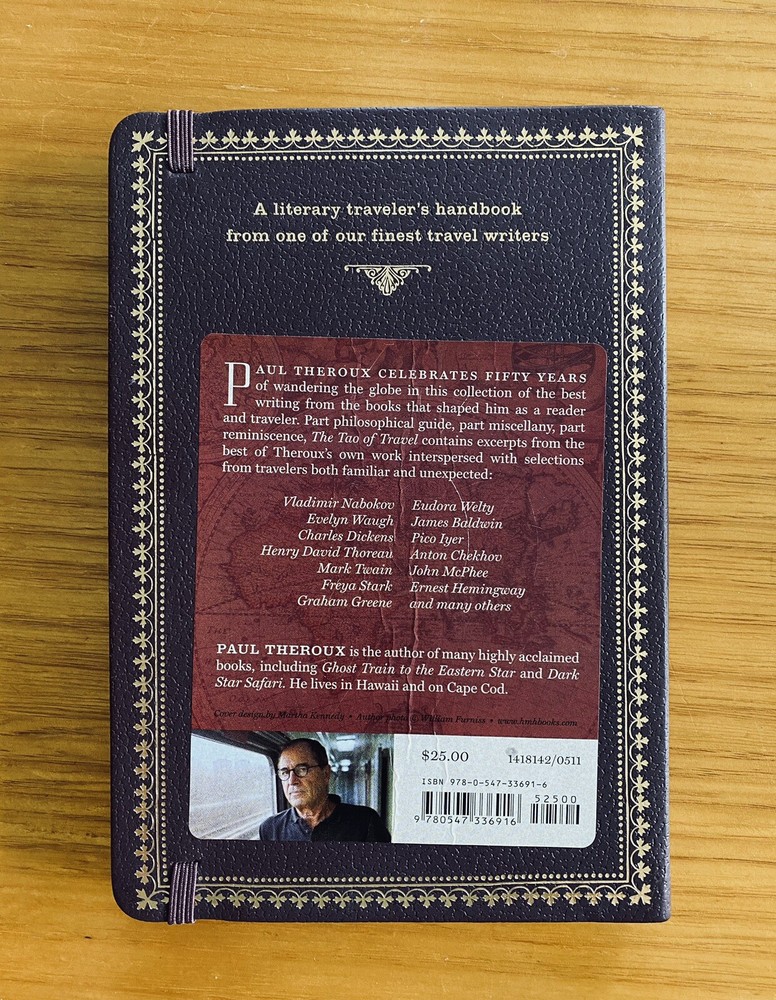 A literary traveler's handbook
from one of our finest travel writers
PAUL THEROUX CELEBRATES FIFTY YEARS
of wandering the globe in this collection of the best
writing from the books that shaped him as a reader
and traveler. Part philosophical guide, part miscellany, part
reminiscence, The Tao of Travel contains excerpts from the
best of Theroux's own work interspersed with selections
from travelers both familiar and unexpected:
Vladimir Nabokov
Evelyn Waugh
Charles Dickens
Henry David Thoreau
Mark Twain
Freya Stark
Graham Greene
Eudora Welty
James Baldwin
Pico Iyer
Anton Chekhov
John McPhee
Ernest Hemingway
and many others
PAUL THEROUX is the author of many highly acclaimed
books, including Ghost Train to the Eastern Star and Dark
Star Safari. He lives in Hawaii and on Cape Cod.
Cover design by Martha Kennedy • Author photo © William Furniss • www.hmhbooks.com
$25.00 1418142/0511
ISBN 978-0-547-33691-6
52500
9 780547 336916